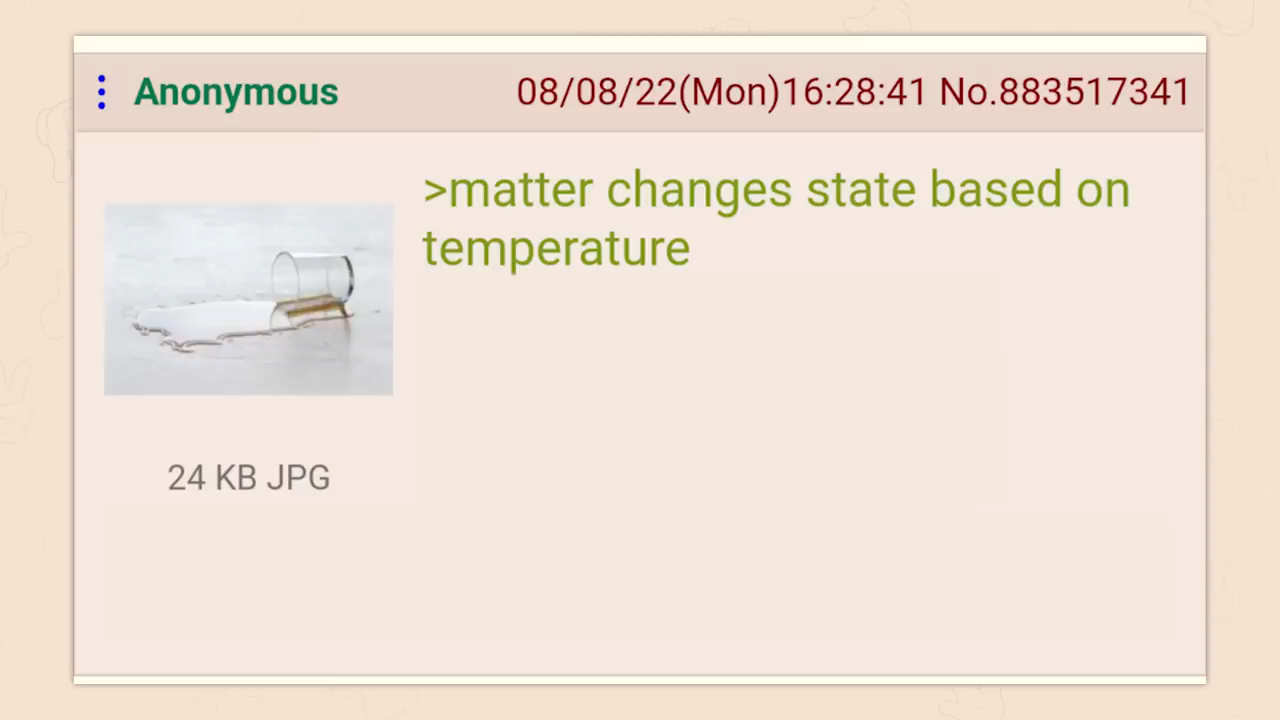 Anonymous 08/08/22(Mon)16:28:41 No.883517341
>matter changes state based on
temperature
24 KB JPG